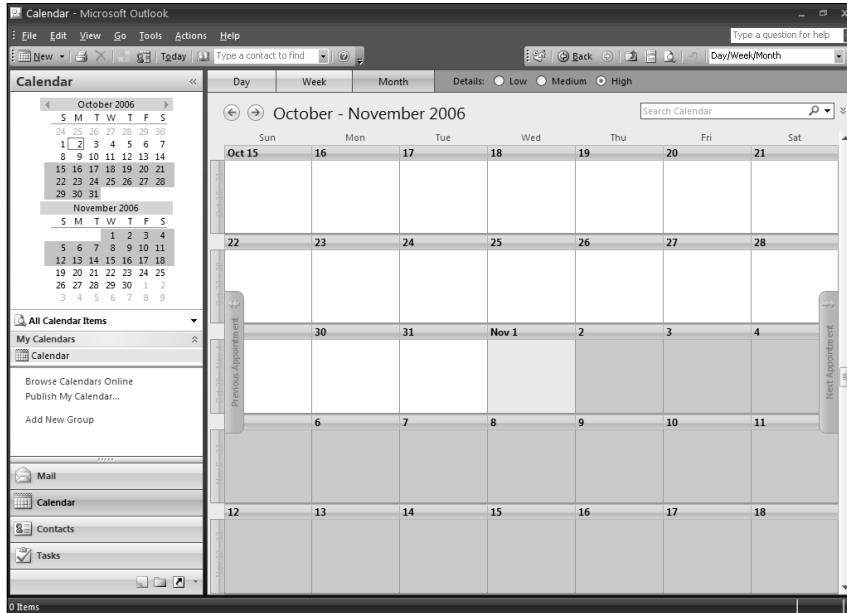 Calendar - Microsoft Outlook
File Edit View Go Tools Actions Help
Type a question for help
New Today Type a contact to find Back Day/Week/Month
Calendar «
Day Week Month Details: Low Medium High
October 2006
S M T W T F S
24 25 26 27 28 29 30
1 2 3 4 5 6 7
8 9 10 11 12 13 14
15 16 17 18 19 20 21
22 23 24 25 26 27 28
29 30 31
November 2006
S M T W T F S
1 2 3 4
5 6 7 8 9 10 11
12 13 14 15 16 17 18
19 20 21 22 23 24 25
26 27 28 29 30 1 2
3 4 5 6 7 8 9
All Calendar Items
My Calendars
Calendar
Browse Calendars Online
Publish My Calendar...
Add New Group
Mail
Calendar
Contacts
Tasks
October - November 2006
Search Calendar
Sun Mon Tue Wed Thu Fri Sat
Oct 15 16 17 18 19 20 21
22 23 24 25 26 27 28
30 31 Nov 1 2 3 4
6 7 8 9 10 11
12 13 14 15 16 17 18
Previous Appointment
Next Appointment
0 Items